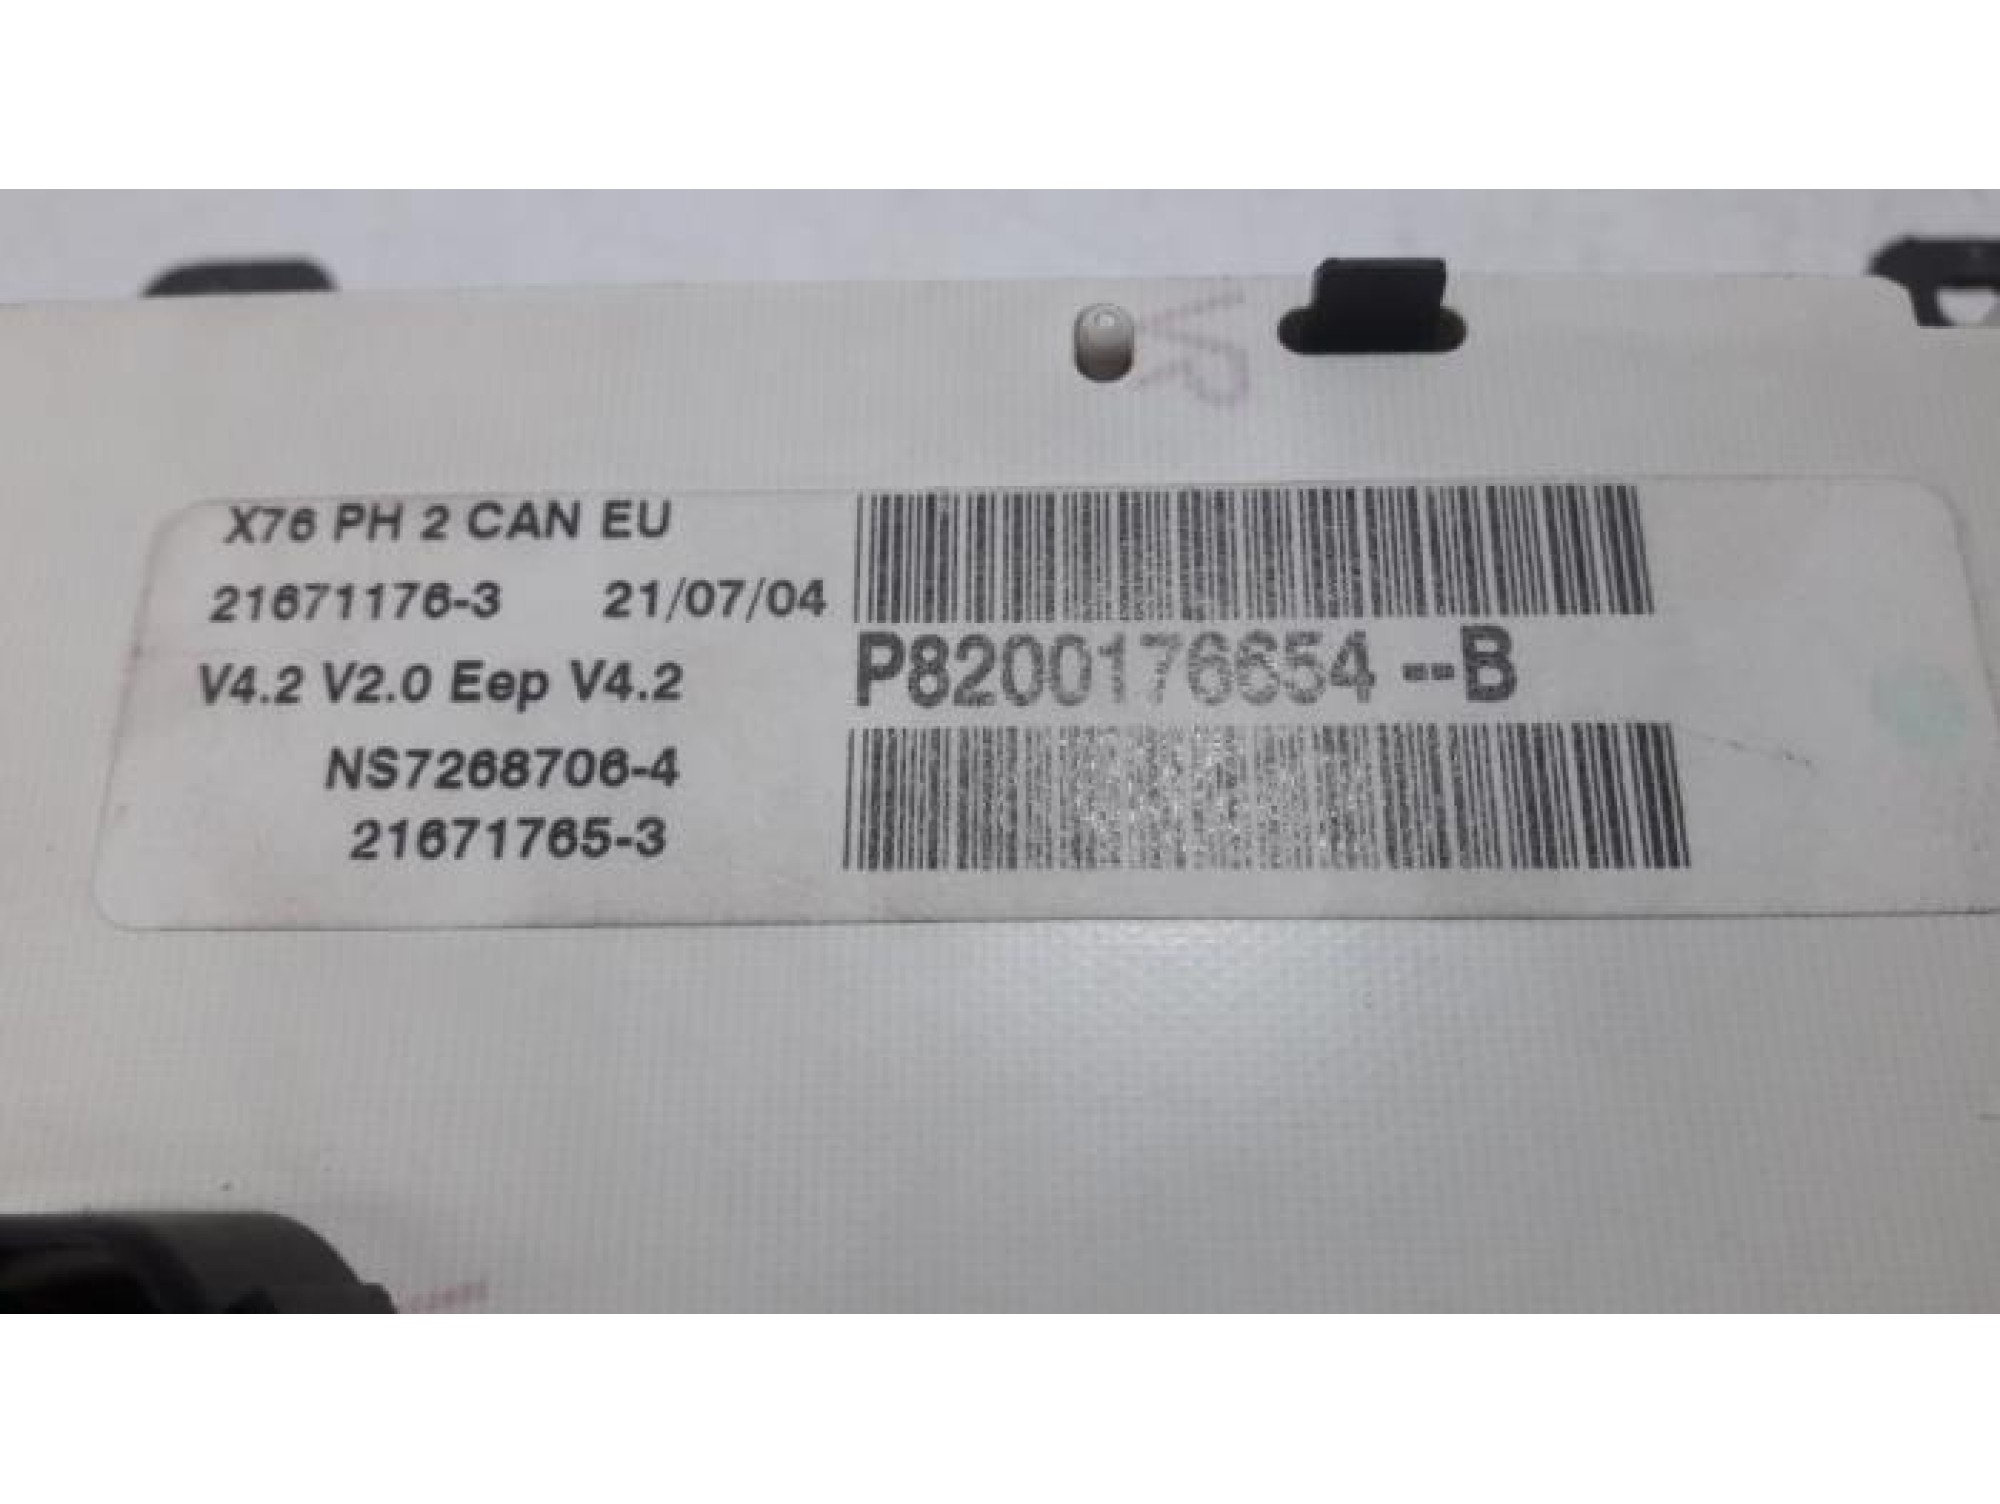 X76 PH 2 CAN EU
21671176-3 21/07/04
V4.2 V2.0 Eep V4.2
NS7268706-4
21671765-3
P8200176654--B